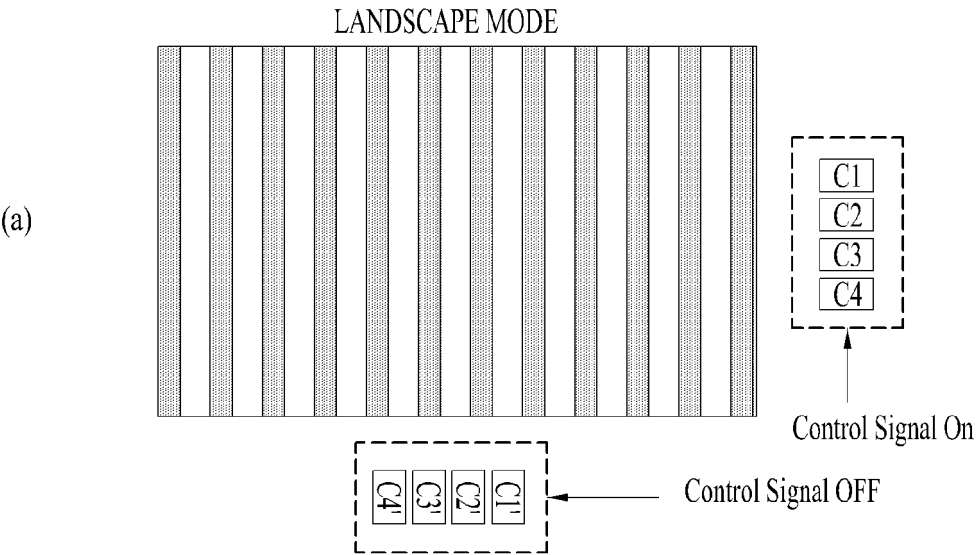 LANDSCAPE MODE
(a)
C1
C2
C3
C4
Control Signal On
C4' C3' C2' C1'
Control Signal OFF